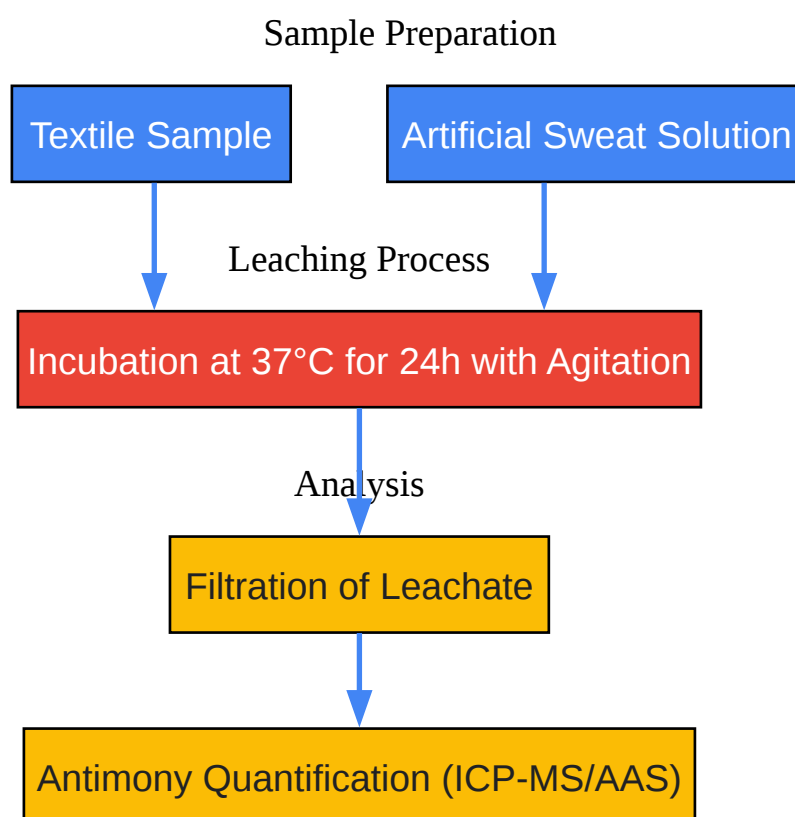 Sample Preparation
Textile Sample
Artificial Sweat Solution
Leaching Process
Incubation at 37°C for 24h with Agitation
Analysis
Filtration of Leachate
Antimony Quantification (ICP-MS/AAS)